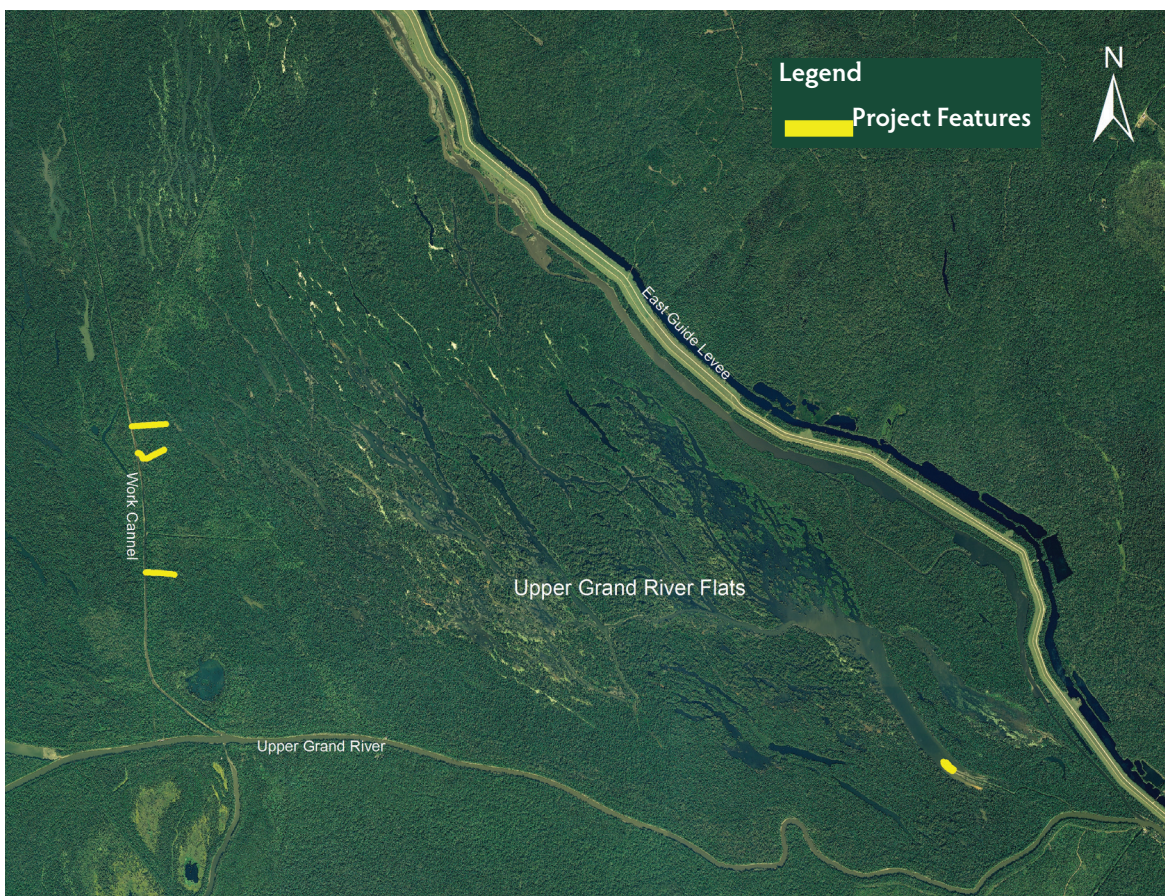 Legend
Project Features
N
East Guide Levee
Work Cannel
Upper Grand River Flats
Upper Grand River